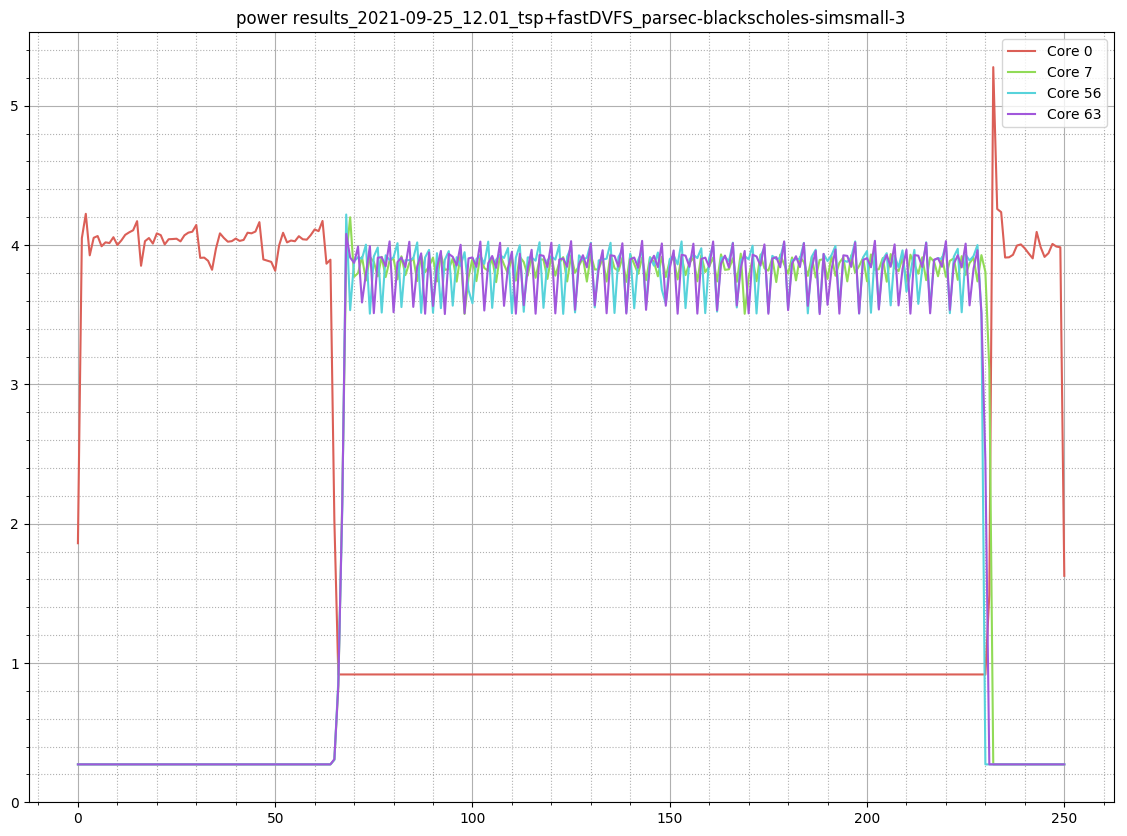 power results_2021-09-25_12.01_tsp+fastDVFS_parsec-blackscholes-simsmall-3
Core 0
Core 7
Core 56
Core 63
5
4
3
2
1
0
0 50 100 150 200 250